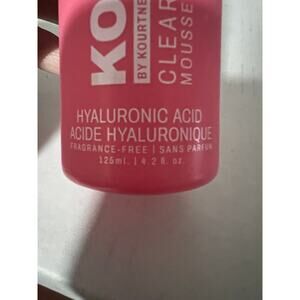 KO
BY KOURTNE
CLEAR
MOUSSE
HYALURONIC ACID
ACIDE HYALURONIQUE
FRAGRANCE-FREE | SANS PARFUM
125ml. | 4.2 fl. oz.